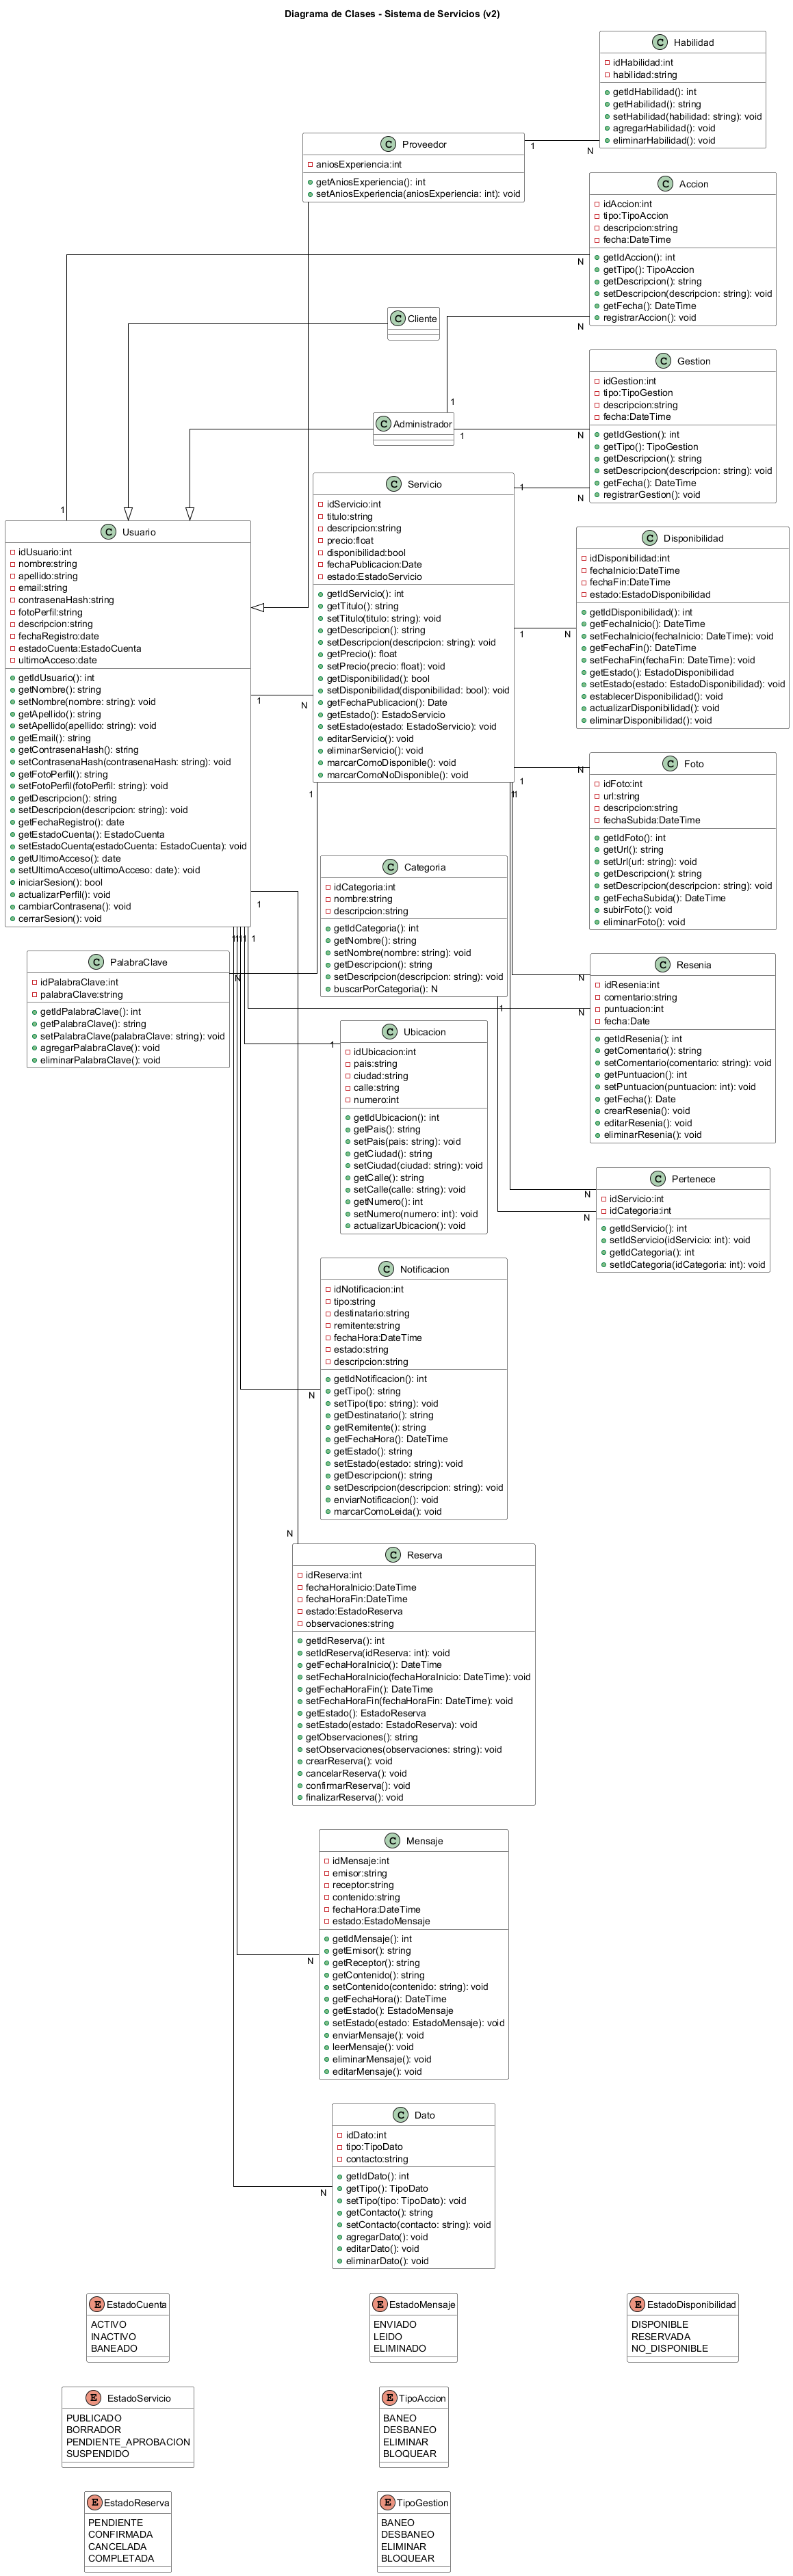 Diagrama de Clases - Sistema de Servicios (v2)
C Habilidad
idHabilidad:int
habilidad:string
getIdHabilidad(): int
getHabilidad(): string
setHabilidad(habilidad: string): void
agregarHabilidad(): void
eliminarHabilidad(): void
C Proveedor
aniosExperiencia:int
getAniosExperiencia(): int
setAniosExperiencia(aniosExperiencia: int): void
1
N
C Accion
idAccion:int
tipo:TipoAccion
descripcion:string
fecha:DateTime
getIdAccion(): int
getTipo(): TipoAccion
getDescripcion(): string
setDescripcion(descripcion: string): void
getFecha(): DateTime
registrarAccion(): void
N
N
C Cliente
C Administrador
1
1
N
C Gestion
idGestion:int
tipo:TipoGestion
descripcion:string
fecha:DateTime
getIdGestion(): int
getTipo(): TipoGestion
getDescripcion(): string
setDescripcion(descripcion: string): void
getFecha(): DateTime
registrarGestion(): void
N
1
C Usuario
idUsuario:int
nombre:string
apellido:string
email:string
contrasenaHash:string
fotoPerfil:string
descripcion:string
fechaRegistro:date
estadoCuenta:EstadoCuenta
ultimoAcceso:date
getIdUsuario(): int
getNombre(): string
setNombre(nombre: string): void
getApellido(): string
setApellido(apellido: string): void
getEmail(): string
getContrasenaHash(): string
setContrasenaHash(contrasenaHash: string): void
getFotoPerfil(): string
setFotoPerfil(fotoPerfil: string): void
getDescripcion(): string
setDescripcion(descripcion: string): void
getFechaRegistro(): date
getEstadoCuenta(): EstadoCuenta
setEstadoCuenta(estadoCuenta: EstadoCuenta): void
getUltimoAcceso(): date
setUltimoAcceso(ultimoAcceso: date): void
iniciarSesion(): bool
actualizarPerfil(): void
cambiarContrasena(): void
cerrarSesion(): void
1
N
1
1111 1
C Servicio
idServicio:int
titulo:string
descripcion:string
precio:float
disponibilidad:bool
fechaPublicacion:Date
estado:EstadoServicio
getIdServicio(): int
getTitulo(): string
setTitulo(titulo: string): void
getDescripcion(): string
setDescripcion(descripcion: string): void
getPrecio(): float
setPrecio(precio: float): void
getDisponibilidad(): bool
setDisponibilidad(disponibilidad: bool): void
getFechaPublicacion(): Date
getEstado(): EstadoServicio
setEstado(estado: EstadoServicio): void
editarServicio(): void
eliminarServicio(): void
marcarComoDisponible(): void
marcarComoNoDisponible(): void
1
1
N
1
1
11
C Disponibilidad
idDisponibilidad:int
fechaInicio:DateTime
fechaFin:DateTime
estado:EstadoDisponibilidad
getIdDisponibilidad(): int
getFechaInicio(): DateTime
setFechaInicio(fechaInicio: DateTime): void
getFechaFin(): DateTime
setFechaFin(fechaFin: DateTime): void
getEstado(): EstadoDisponibilidad
setEstado(estado: EstadoDisponibilidad): void
establecerDisponibilidad(): void
actualizarDisponibilidad(): void
eliminarDisponibilidad(): void
N
C Foto
idFoto:int
url:string
descripcion:string
fechaSubida:DateTime
getIdFoto(): int
getUrl(): string
setUrl(url: string): void
getDescripcion(): string
setDescripcion(descripcion: string): void
getFechaSubida(): DateTime
subirFoto(): void
eliminarFoto(): void
C Categoria
idCategoria:int
nombre:string
descripcion:string
getIdCategoria(): int
getNombre(): string
setNombre(nombre: string): void
getDescripcion(): string
setDescripcion(descripcion: string): void
buscarPorCategoria(): N
1
C PalabraClave
idPalabraClave:int
palabraClave:string
getIdPalabraClave(): int
getPalabraClave(): string
setPalabraClave(palabraClave: string): void
agregarPalabraClave(): void
eliminarPalabraClave(): void
N
C Resenia
idResenia:int
comentario:string
puntuacion:int
fecha:Date
getIdResenia(): int
getComentario(): string
setComentario(comentario: string): void
getPuntuacion(): int
setPuntuacion(puntuacion: int): void
getFecha(): Date
crearResenia(): void
editarResenia(): void
eliminarResenia(): void
N
N
C Ubicacion
idUbicacion:int
pais:string
ciudad:string
calle:string
numero:int
getIdUbicacion(): int
getPais(): string
setPais(pais: string): void
getCiudad(): string
setCiudad(ciudad: string): void
getCalle(): string
setCalle(calle: string): void
getNumero(): int
setNumero(numero: int): void
actualizarUbicacion(): void
1
C Pertenece
idServicio:int
idCategoria:int
getIdServicio(): int
setIdServicio(idServicio: int): void
getIdCategoria(): int
setIdCategoria(idCategoria: int): void
N
N
C Notificacion
idNotificacion:int
tipo:string
destinatario:string
remitente:string
fechaHora:DateTime
estado:string
descripcion:string
getIdNotificacion(): int
getTipo(): string
setTipo(tipo: string): void
getDestinatario(): string
getRemitente(): string
getFechaHora(): DateTime
getEstado(): string
setEstado(estado: string): void
getDescripcion(): string
setDescripcion(descripcion: string): void
enviarNotificacion(): void
marcarComoLeida(): void
N
N
C Reserva
idReserva:int
fechaHoraInicio:DateTime
fechaHoraFin:DateTime
estado:EstadoReserva
observaciones:string
getIdReserva(): int
setIdReserva(idReserva: int): void
getFechaHoraInicio(): DateTime
setFechaHoraInicio(fechaHoraInicio: DateTime): void
getFechaHoraFin(): DateTime
setFechaHoraFin(fechaHoraFin: DateTime): void
getEstado(): EstadoReserva
setEstado(estado: EstadoReserva): void
getObservaciones(): string
setObservaciones(observaciones: string): void
crearReserva(): void
cancelarReserva(): void
confirmarReserva(): void
finalizarReserva(): void
C Mensaje
idMensaje:int
emisor:string
receptor:string
contenido:string
fechaHora:DateTime
estado:EstadoMensaje
getIdMensaje(): int
getEmisor(): string
getReceptor(): string
getContenido(): string
setContenido(contenido: string): void
getFechaHora(): DateTime
getEstado(): EstadoMensaje
setEstado(estado: EstadoMensaje): void
enviarMensaje(): void
leerMensaje(): void
eliminarMensaje(): void
editarMensaje(): void
N
C Dato
idDato:int
tipo:TipoDato
contacto:string
getIdDato(): int
getTipo(): TipoDato
setTipo(tipo: TipoDato): void
getContacto(): string
setContacto(contacto: string): void
agregarDato(): void
editarDato(): void
eliminarDato(): void
N
E EstadoCuenta
ACTIVO
INACTIVO
BANEADO
E EstadoMensaje
ENVIADO
LEIDO
ELIMINADO
E EstadoDisponibilidad
DISPONIBLE
RESERVADA
NO_DISPONIBLE
E EstadoServicio
PUBLICADO
BORRADOR
PENDIENTE_APROBACION
SUSPENDIDO
E TipoAccion
BANEO
DESBANEO
ELIMINAR
BLOQUEAR
E EstadoReserva
PENDIENTE
CONFIRMADA
CANCELADA
COMPLETADA
E TipoGestion
BANEO
DESBANEO
ELIMINAR
BLOQUEAR